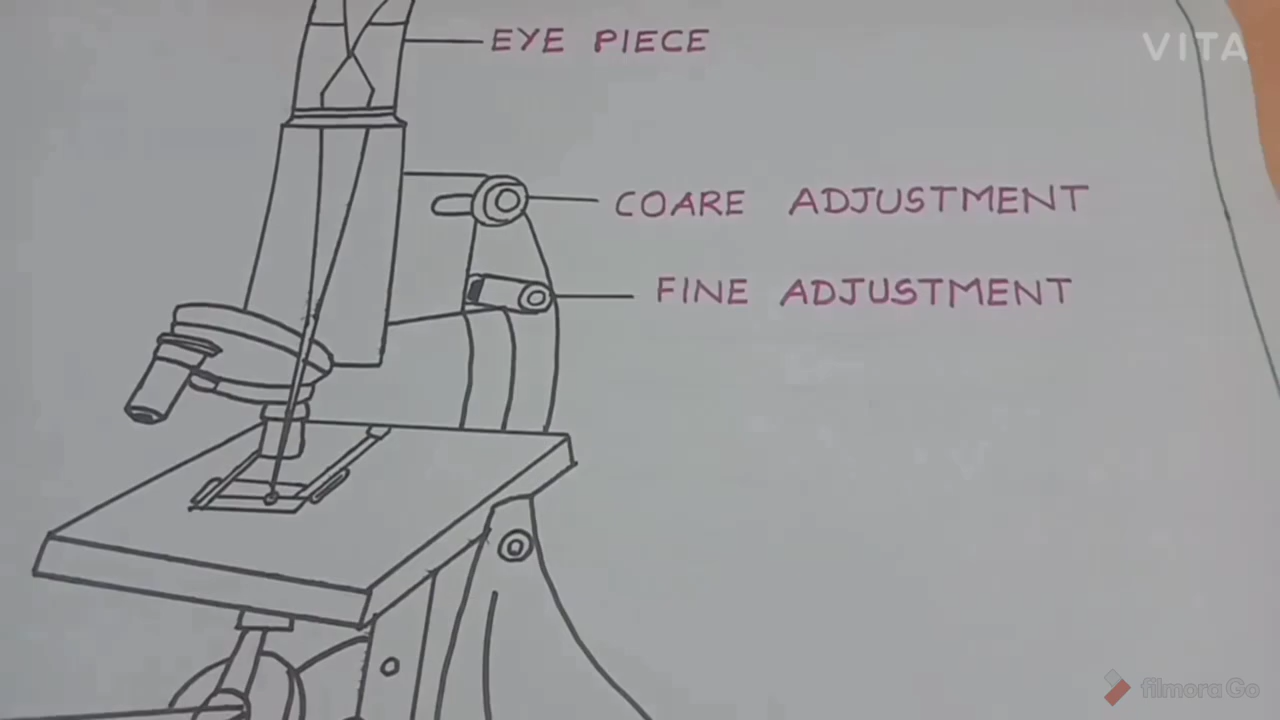 EYE PIECE
VITA
COARE ADJUSTMENT
FINE ADJUSTMENT
filmora Go